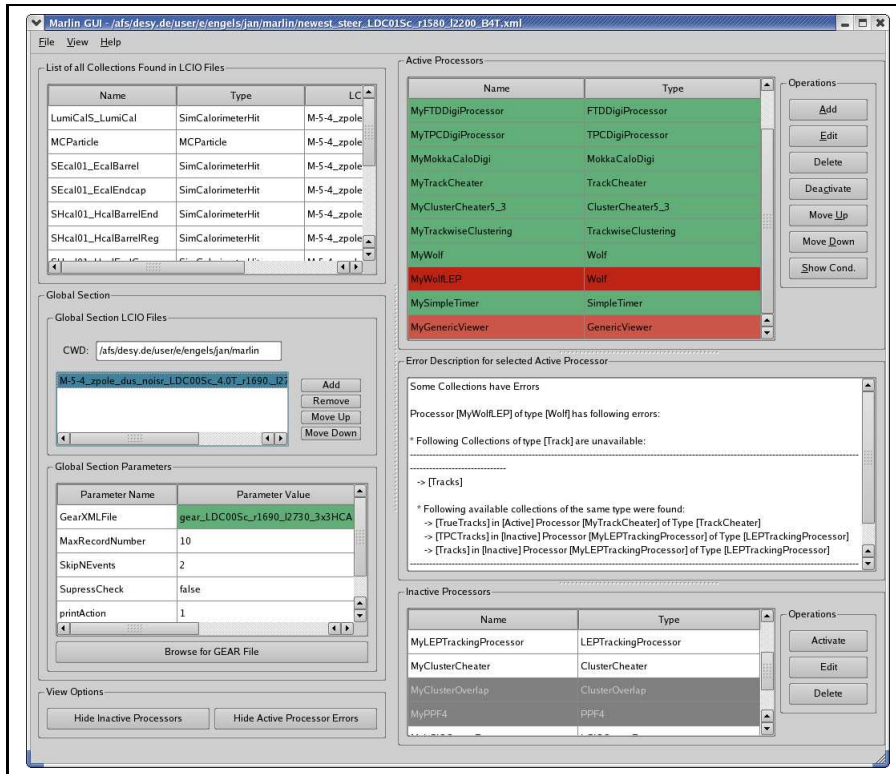 Marlin GUI - /afs/desy.de/user/e/engels/jan/marlin/newest_steer_LDC01Sc_r1580_l2200_B4T.xml
File View Help
List of all Collections Found in LCIO Files
Name Type LC
LumiCalS_LumiCal SimCalorimeterHit M-5-4_zpole
MCParticle MCParticle M-5-4_zpole
SEcal01_EcalBarrel SimCalorimeterHit M-5-4_zpole
SEcal01_EcalEndcap SimCalorimeterHit M-5-4_zpole
SHcal01_HcalBarrelEnd SimCalorimeterHit M-5-4_zpole
SHcal01_HcalBarrelReg SimCalorimeterHit M-5-4_zpole
Global Section
Global Section LCIO Files
CWD: /afs/desy.de/user/e/engels/jan/marlin
M-5-4_zpole_dus_noisr_LDC00Sc_4.0T_r1690_l27
Add
Remove
Move Up
Move Down
Global Section Parameters
Parameter Name Parameter Value
GearXMLFile gear_LDC00Sc_r1690_l2730_3x3HCA
MaxRecordNumber 10
SkipNEvents 2
SupressCheck false
printAction 1
Browse for GEAR File
View Options
Hide Inactive Processors Hide Active Processor Errors
Active Processors
Name Type
MyFTDDigiProcessor FTDDigiProcessor
MyTPCDigiProcessor TPCDigiProcessor
MyMokkaCaloDigi MokkaCaloDigi
MyTrackCheater TrackCheater
MyClusterCheater5_3 ClusterCheater5_3
MyTrackwiseClustering TrackwiseClustering
MyWolf Wolf
MyWolfLEP Wolf
MySimpleTimer SimpleTimer
MyGenericViewer GenericViewer
Operations
Add
Edit
Delete
Deactivate
Move Up
Move Down
Show Cond.
Error Description for selected Active Processor
Some Collections have Errors
Processor [MyWolfLEP] of type [Wolf] has following errors:
* Following Collections of type [Track] are unavailable:
-> [Tracks]
* Following available collections of the same type were found:
-> [TrueTracks] in [Active] Processor [MyTrackCheater] of Type [TrackCheater]
-> [TPCTracks] in [Inactive] Processor [MyLEPTrackingProcessor] of Type [LEPTrackingProcessor]
-> [Tracks] in [Inactive] Processor [MyLEPTrackingProcessor] of Type [LEPTrackingProcessor]
Inactive Processors
Name Type
MyLEPTrackingProcessor LEPTrackingProcessor
MyClusterCheater ClusterCheater
MyClusterOverlap ClusterOverlap
MyPPF4 PPF4
Operations
Activate
Edit
Delete